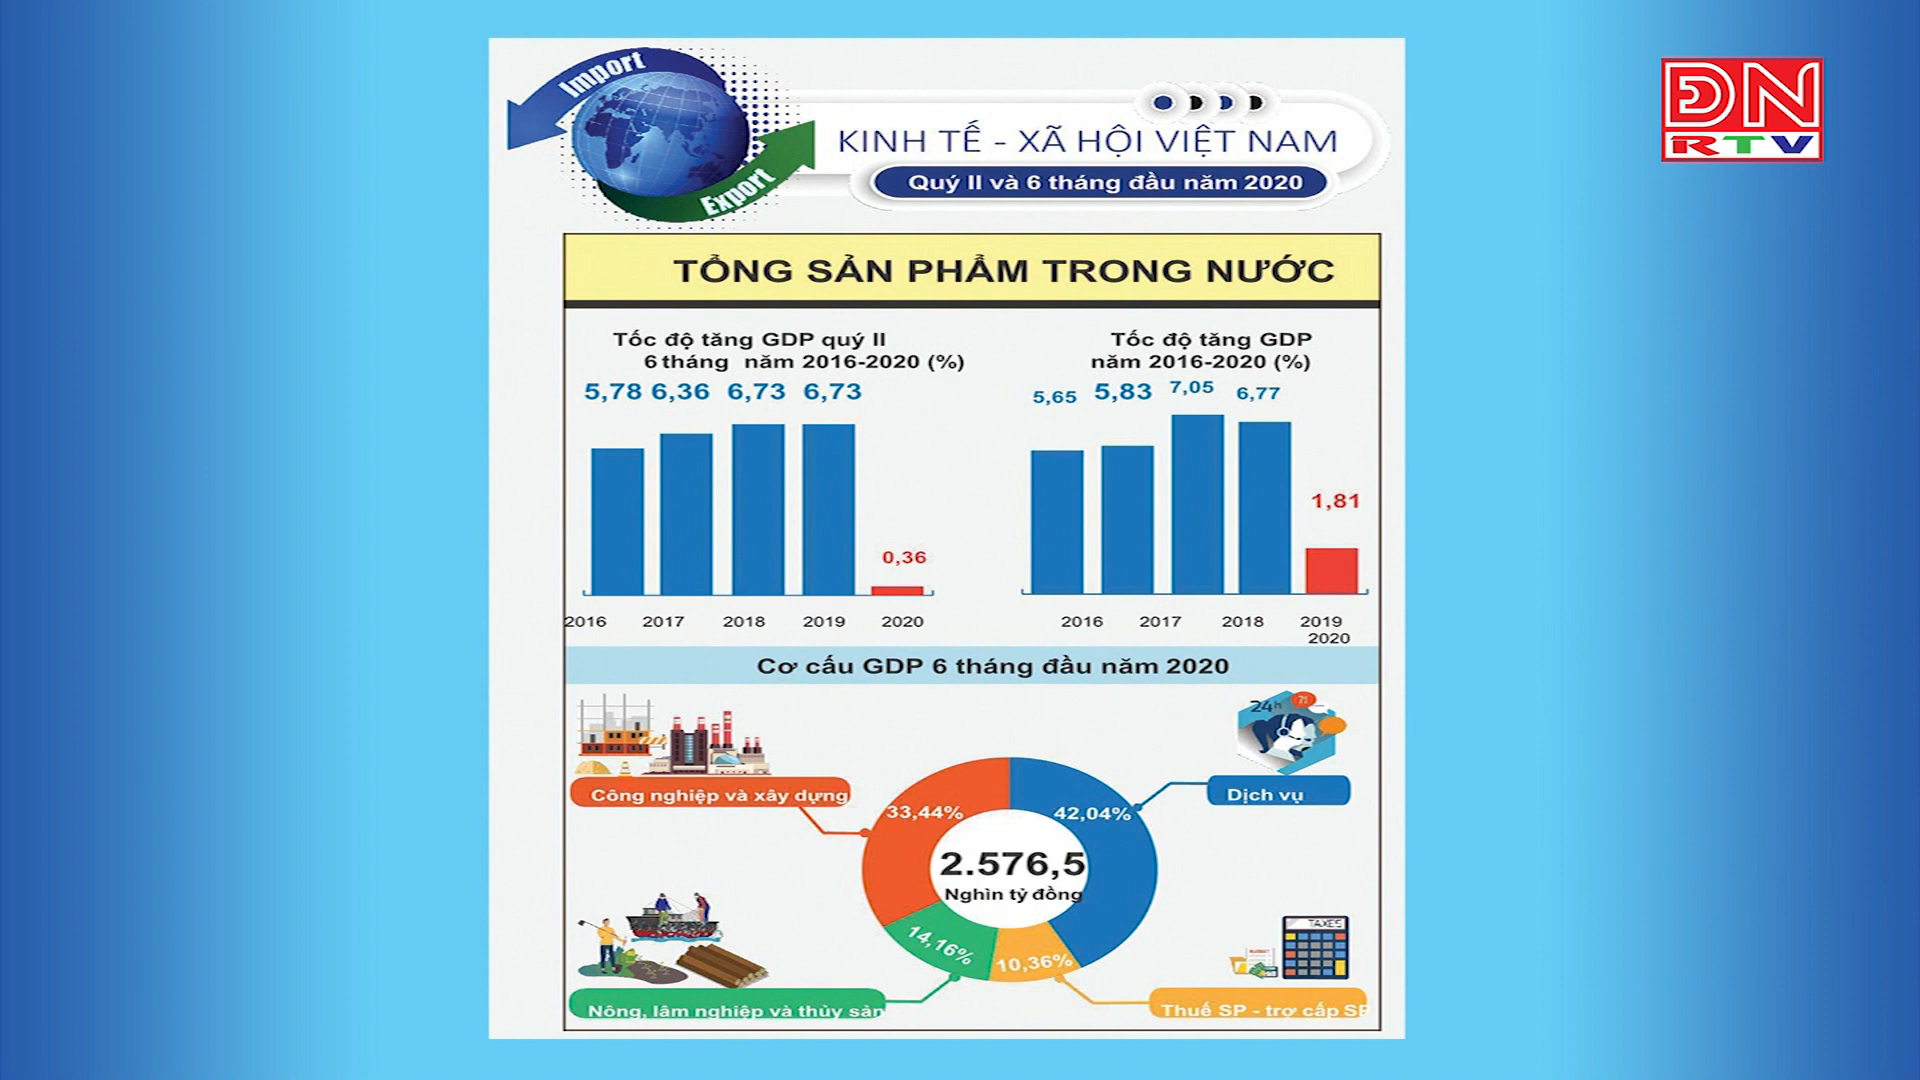 Import
Export
KINH TẾ - XÃ HỘI VIỆT NAM
Quý II và 6 tháng đầu năm 2020
ĐN
RTV
TỔNG SẢN PHẨM TRONG NƯỚC
Tốc độ tăng GDP quý II
6 tháng năm 2016-2020 (%)
5,78 6,36 6,73 6,73
0,36
2016 2017 2018 2019 2020
Tốc độ tăng GDP
năm 2016-2020 (%)
5,65 5,83 7,05 6,77
1,81
2016 2017 2018 2019
2020
Cơ cấu GDP 6 tháng đầu năm 2020
24h
Công nghiệp và xây dựng
Dịch vụ
33,44%
42,04%
2.576,5
Nghìn tỷ đồng
14,16%
10,36%
TAXES
Nông, lâm nghiệp và thủy sản
Thuế SP - trợ cấp SP